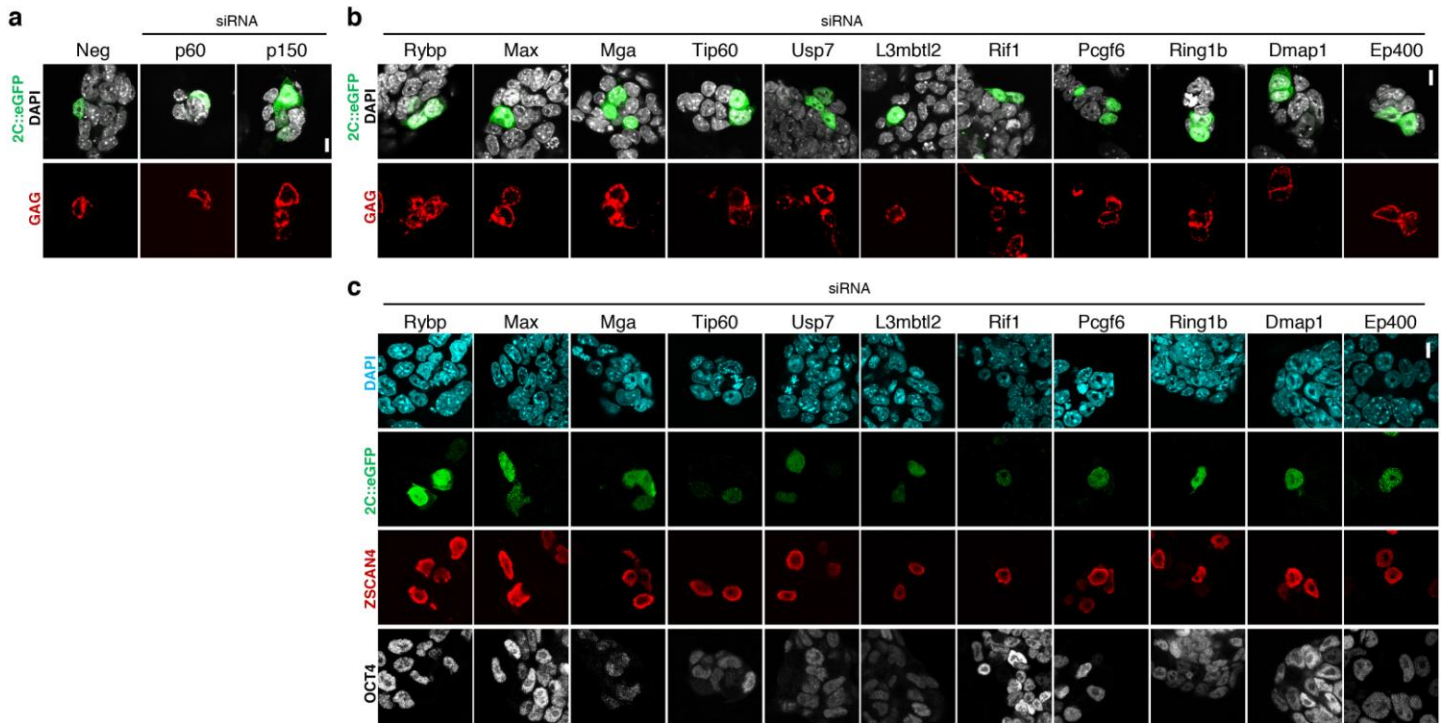 a
siRNA
Neg p60 p150
2C::eGFP
DAPI
GAG
b
siRNA
Rybp Max Mga Tip60 Usp7 L3mbtl2 Rif1 Pcgf6 Ring1b Dmap1 Ep400
2C::eGFP
DAPI
GAG
c
siRNA
Rybp Max Mga Tip60 Usp7 L3mbtl2 Rif1 Pcgf6 Ring1b Dmap1 Ep400
DAPI
2C::eGFP
ZSCAN4
OCT4